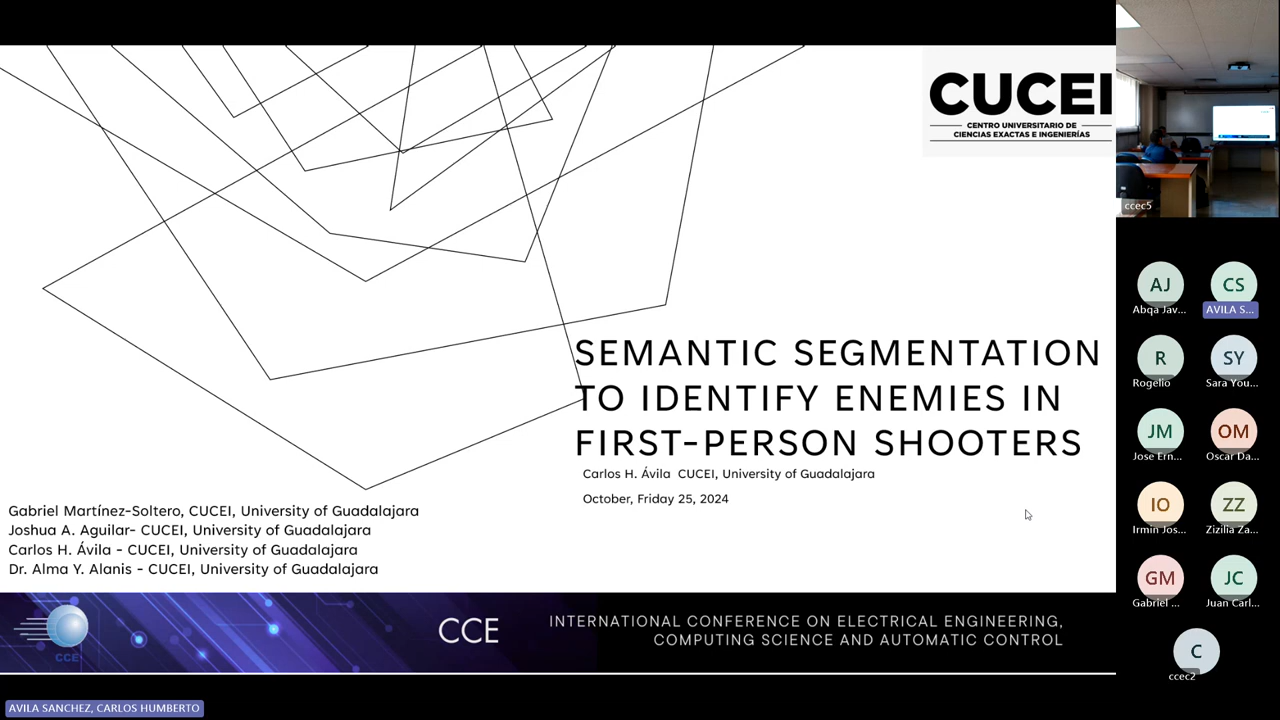 CUCEI
CENTRO UNIVERSITARIO DE
CIENCIAS EXACTAS E INGENIERÍAS
SEMANTIC SEGMENTATION
TO IDENTIFY ENEMIES IN
FIRST-PERSON SHOOTERS
Carlos H. Ávila CUCEI, University of Guadalajara
October, Friday 25, 2024
Gabriel Martínez-Soltero, CUCEI, University of Guadalajara
Joshua A. Aguilar- CUCEI, University of Guadalajara
Carlos H. Ávila - CUCEI, University of Guadalajara
Dr. Alma Y. Alanis - CUCEI, University of Guadalajara
CCE
CCE
INTERNATIONAL CONFERENCE ON ELECTRICAL ENGINEERING,
COMPUTING SCIENCE AND AUTOMATIC CONTROL
AVILA SANCHEZ, CARLOS HUMBERTO
ccec5
AJ
Abqa Jav...
CS
AVILA S...
R
Rogelio
SY
Sara You...
JM
Jose Ern...
OM
Oscar Da...
IO
Irmin Jos...
ZZ
Zizilia Za...
GM
Gabriel ...
JC
Juan Carl...
C
ccec2